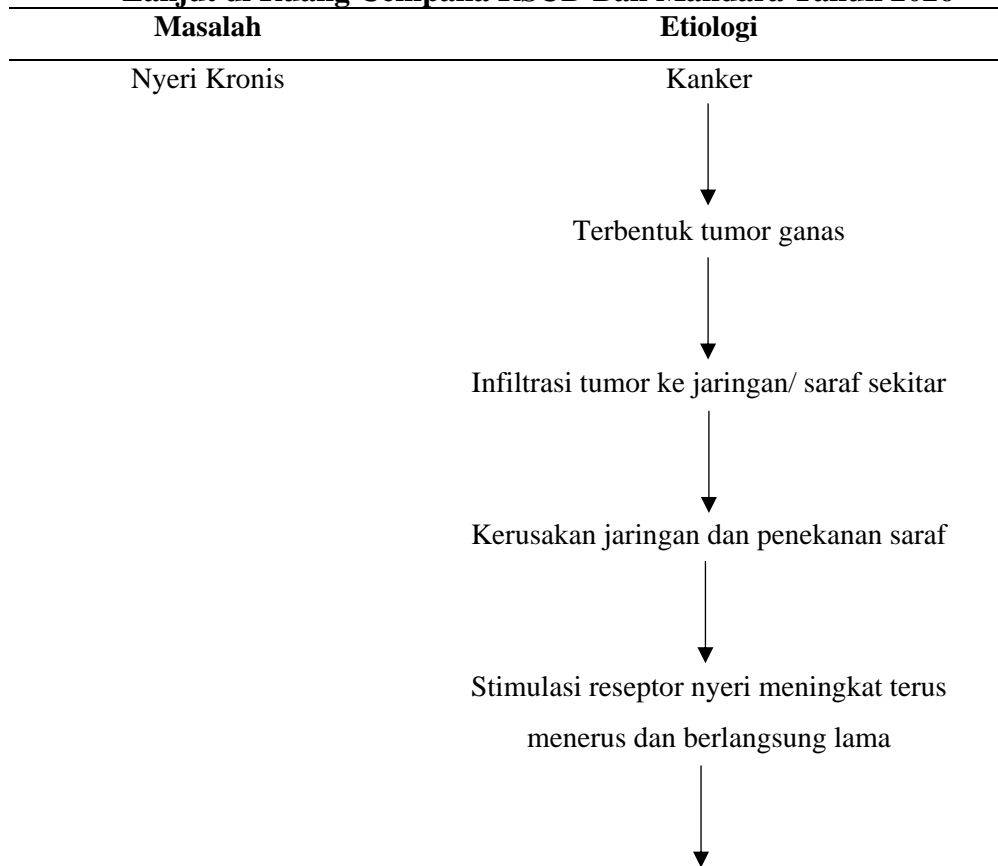 Masalah Etiologi
Nyeri Kronis Kanker
Terbentuk tumor ganas
Infiltrasi tumor ke jaringan/ saraf sekitar
Kerusakan jaringan dan penekanan saraf
Stimulasi reseptor nyeri meningkat terus
menerus dan berlangsung lama